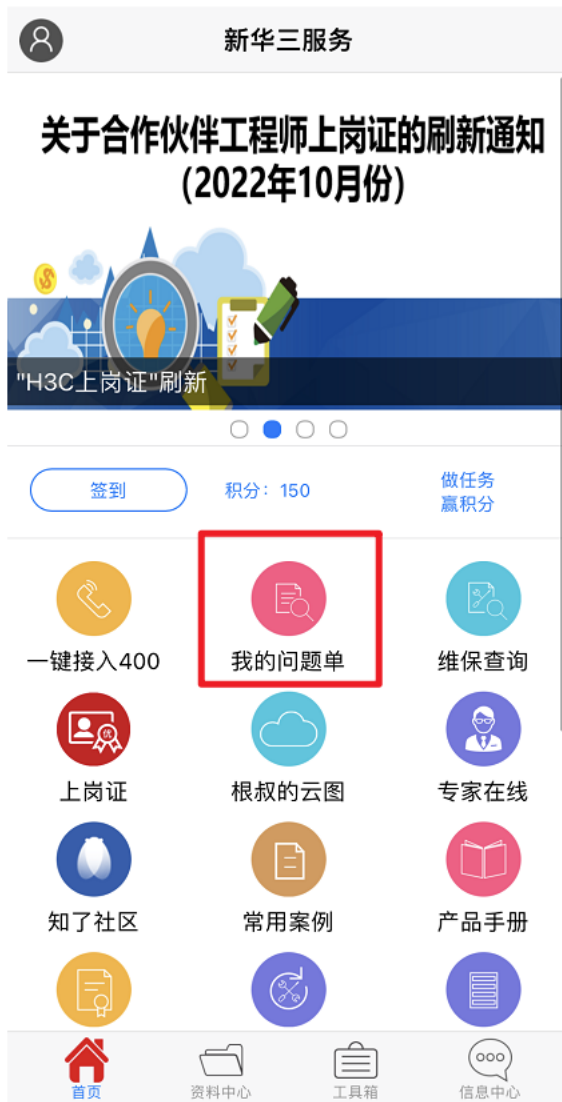 新华三服务
关于合作伙伴工程师上岗证的刷新通知
(2022年10月份)
"H3C上岗证"刷新
签到
积分：150
做任务
赢积分
一键接入400
我的问题单
维保查询
上岗证
根叔的云图
专家在线
知了社区
常用案例
产品手册
首页
资料中心
工具箱
信息中心